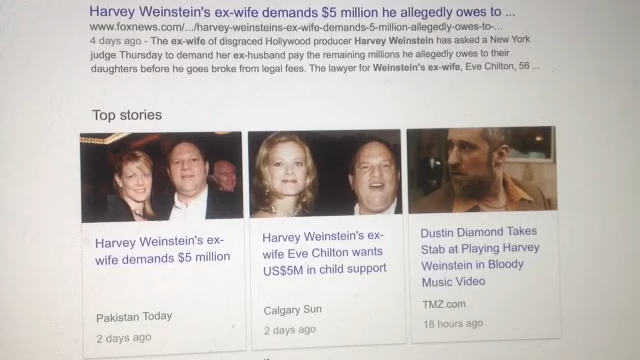 Harvey Weinstein's ex-wife demands $5 million he allegedly owes to ...
www.foxnews.com/.../harvey-weinsteins-ex-wife-demands-5-million-allegedly-owes-to-...
4 days ago - The ex-wife of disgraced Hollywood producer Harvey Weinstein has asked a New York
judge Thursday to demand her ex-husband pay the remaining millions he allegedly owes to their
daughters before he goes broke from legal fees. The lawyer for Weinstein's ex-wife, Eve Chilton, 56 ...
Top stories
Harvey Weinstein's ex-
wife demands $5 million
Pakistan Today
2 days ago
Harvey Weinstein's ex-
wife Eve Chilton wants
US$5M in child support
Calgary Sun
2 days ago
Dustin Diamond Takes
Stab at Playing Harvey
Weinstein in Bloody
Music Video
TMZ.com
18 hours ago